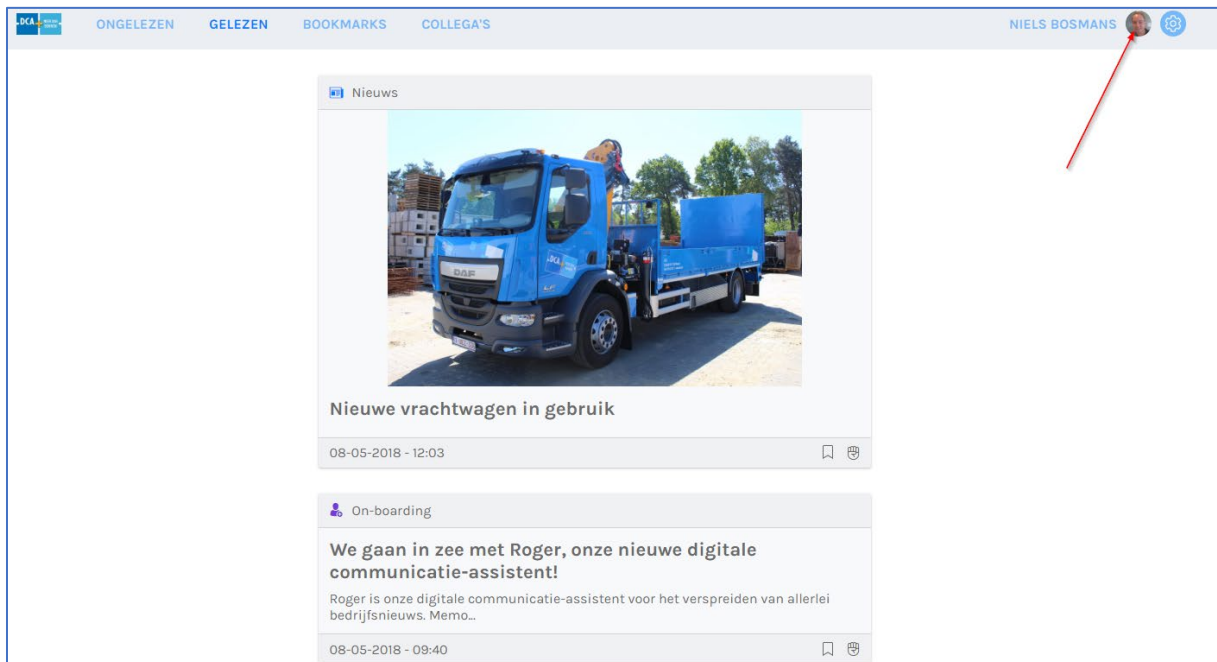 DCA
ONGELEZEN GELEZEN BOOKMARKS COLLEGA'S NIELS BOSMANS
Nieuws
DCA
DAF
Nieuwe vrachtwagen in gebruik
08-05-2018 - 12:03
On-boarding
We gaan in zee met Roger, onze nieuwe digitale
communicatie-assistent!
Roger is onze digitale communicatie-assistent voor het verspreiden van allerlei
bedrijfsnieuws. Memo...
08-05-2018 - 09:40